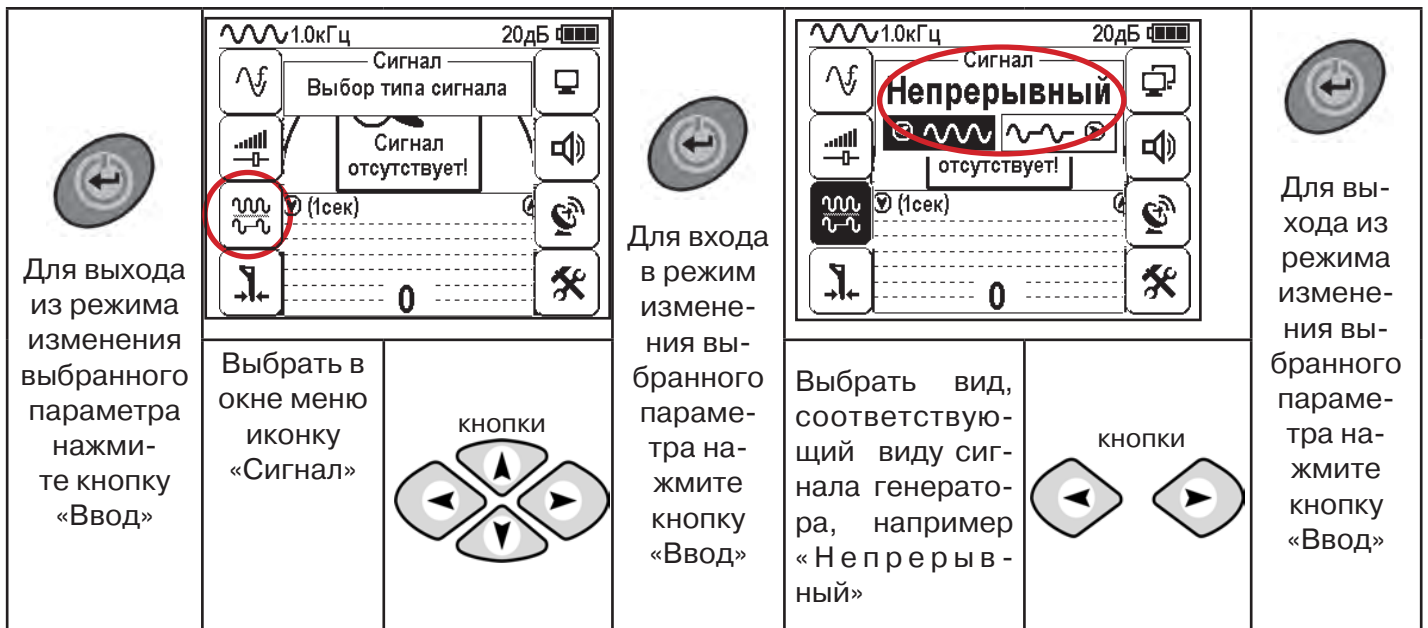 Для выхода
из режима
изменения
выбранного
параметра
нажми-
те кнопку
«Ввод»
1.0кГц 20дБ
Сигнал
Выбор типа сигнала
Сигнал
отсутствует!
(1сек)
0
Выбрать в
окне меню
иконку
«Сигнал»
кнопки
Для входа
в режим
измене-
ния вы-
бранного
параме-
тра на-
жмите
кнопку
«Ввод»
1.0кГц 20дБ
Сигнал
Непрерывный
отсутствует!
(1сек)
0
Выбрать вид,
соответствую-
щий виду сиг-
нала генерато-
ра, например
«Непрерыв-
ный»
кнопки
Для вы-
хода из
режима
измене-
ния вы-
бранного
параме-
тра на-
жмите
кнопку
«Ввод»